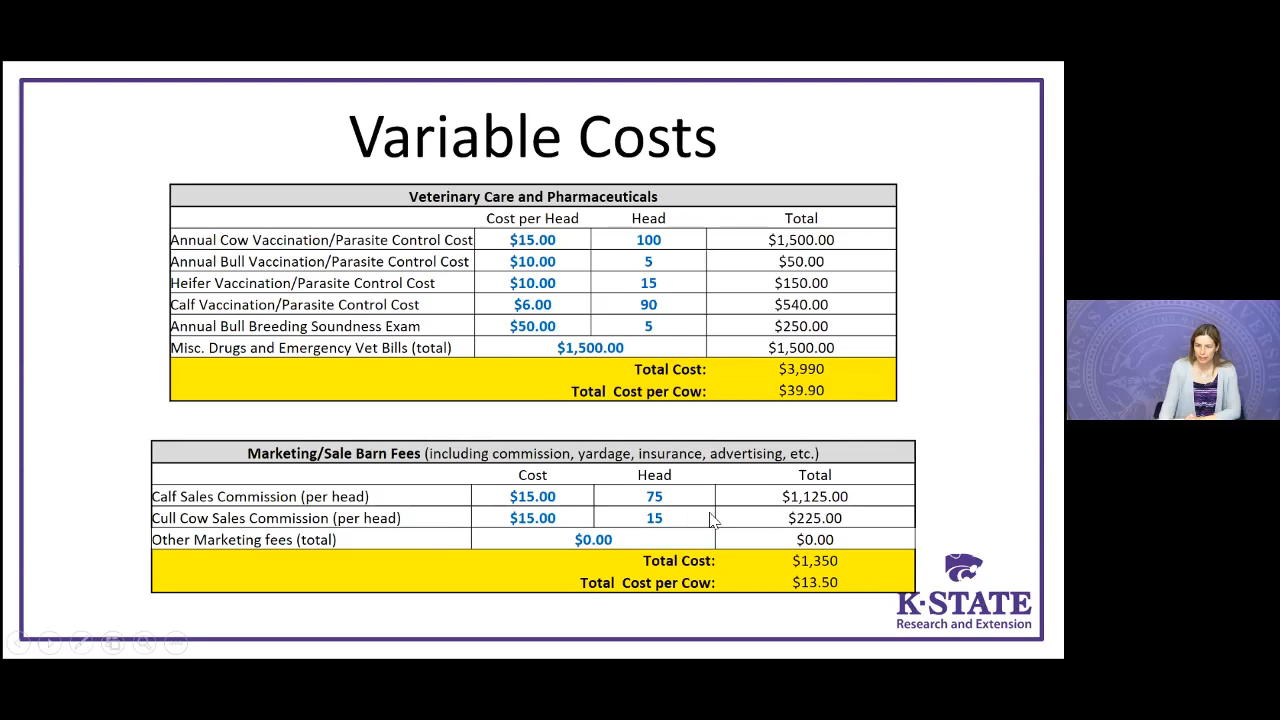 Variable Costs
Veterinary Care and Pharmaceuticals
Cost per Head Head Total
Annual Cow Vaccination/Parasite Control Cost $15.00 100 $1,500.00
Annual Bull Vaccination/Parasite Control Cost $10.00 5 $50.00
Heifer Vaccination/Parasite Control Cost $10.00 15 $150.00
Calf Vaccination/Parasite Control Cost $6.00 90 $540.00
Annual Bull Breeding Soundness Exam $50.00 5 $250.00
Misc. Drugs and Emergency Vet Bills (total) $1,500.00 $1,500.00
Total Cost: $3,990
Total Cost per Cow: $39.90
Marketing/Sale Barn Fees (including commission, yardage, insurance, advertising, etc.)
Cost Head Total
Calf Sales Commission (per head) $15.00 75 $1,125.00
Cull Cow Sales Commission (per head) $15.00 15 $225.00
Other Marketing fees (total) $0.00 $0.00
Total Cost: $1,350
Total Cost per Cow: $13.50
K-STATE
Research and Extension